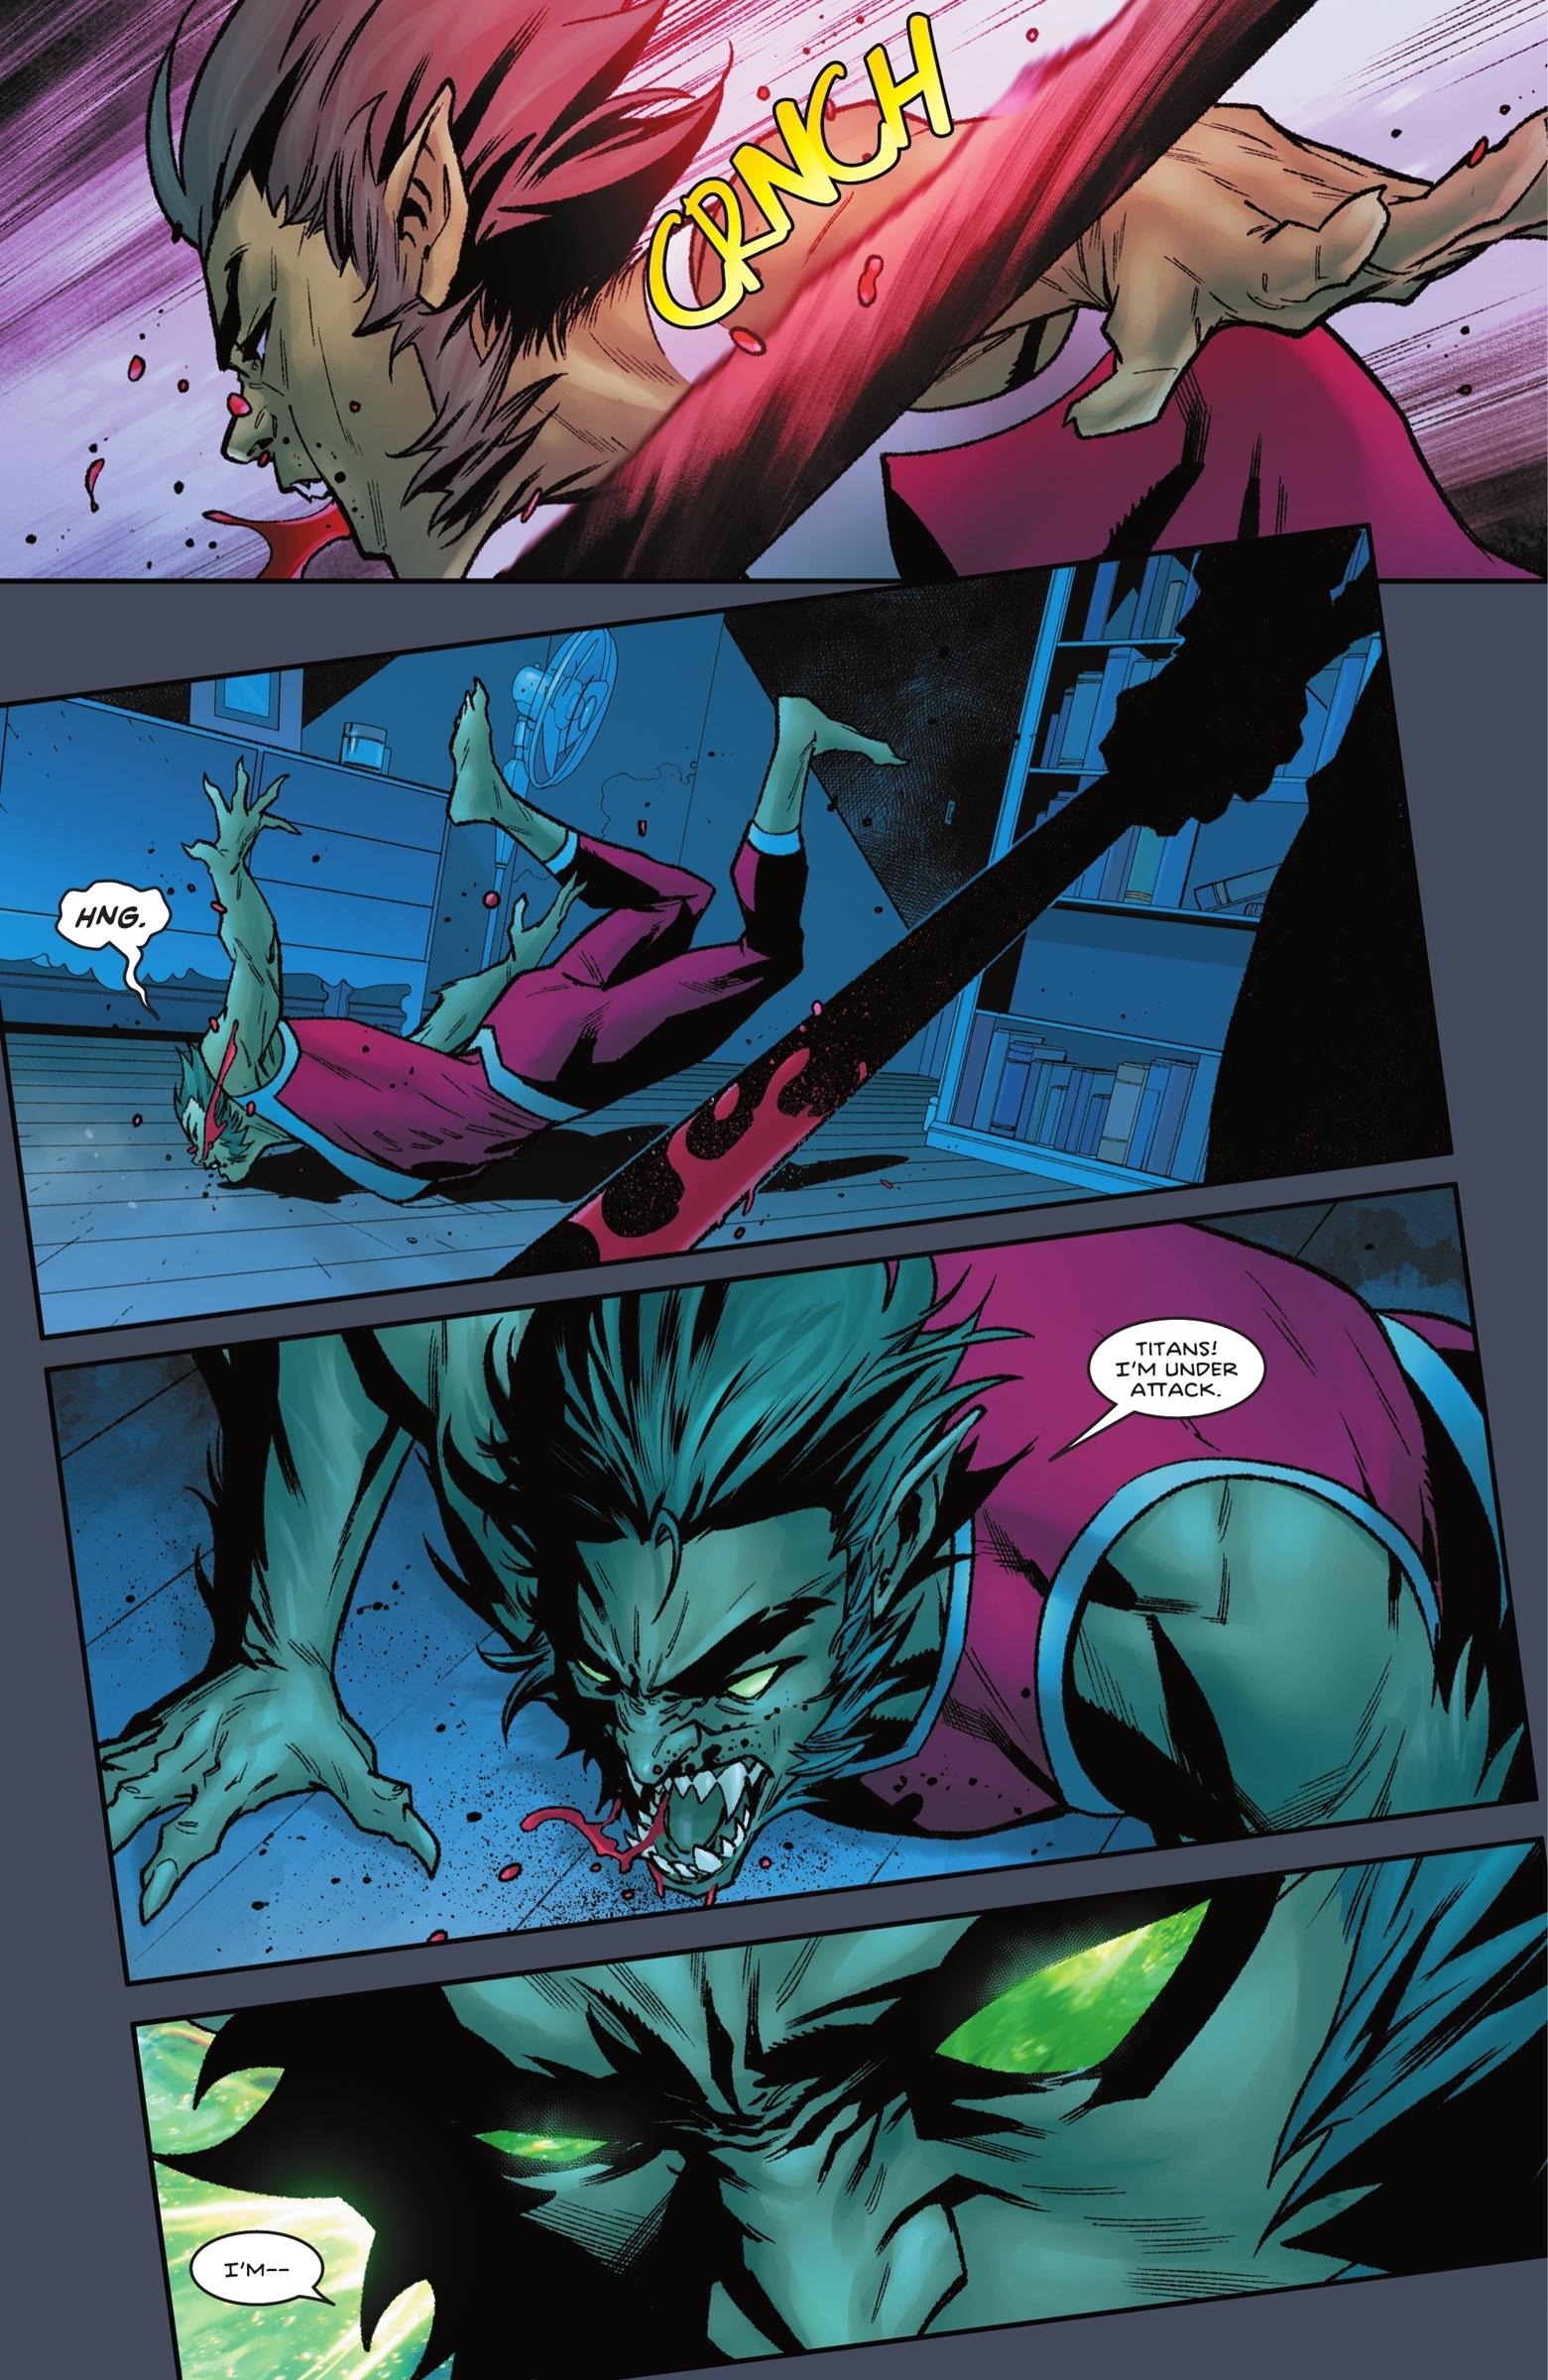 CRNCH
HNG.
TITANS!
I'M UNDER
ATTACK.
I'M--